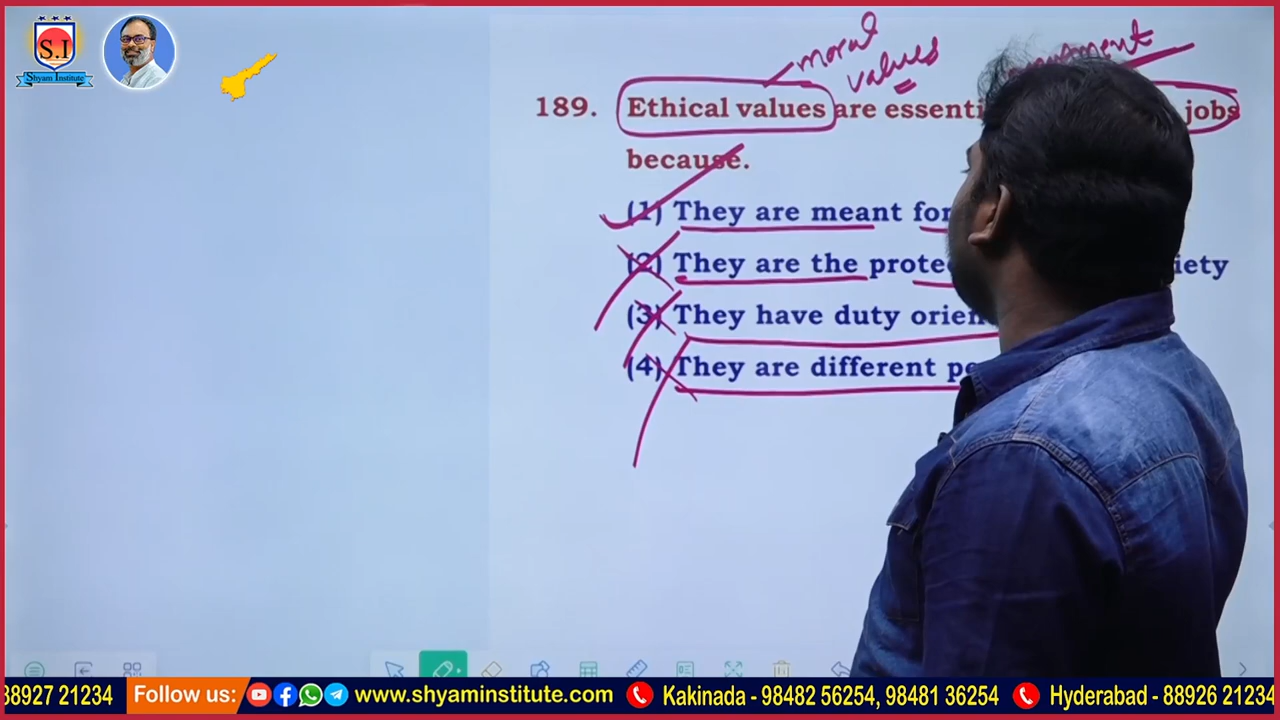 S.I
Shyam Institute
moral
values
189. Ethical values are essenti jobs
because.
(1) They are meant for
(2) They are the prote iety
(3) They have duty orien
(4) They are different pe
88927 21234 Follow us: www.shyaminstitute.com Kakinada - 98482 56254, 98481 36254 Hyderabad - 88926 21234